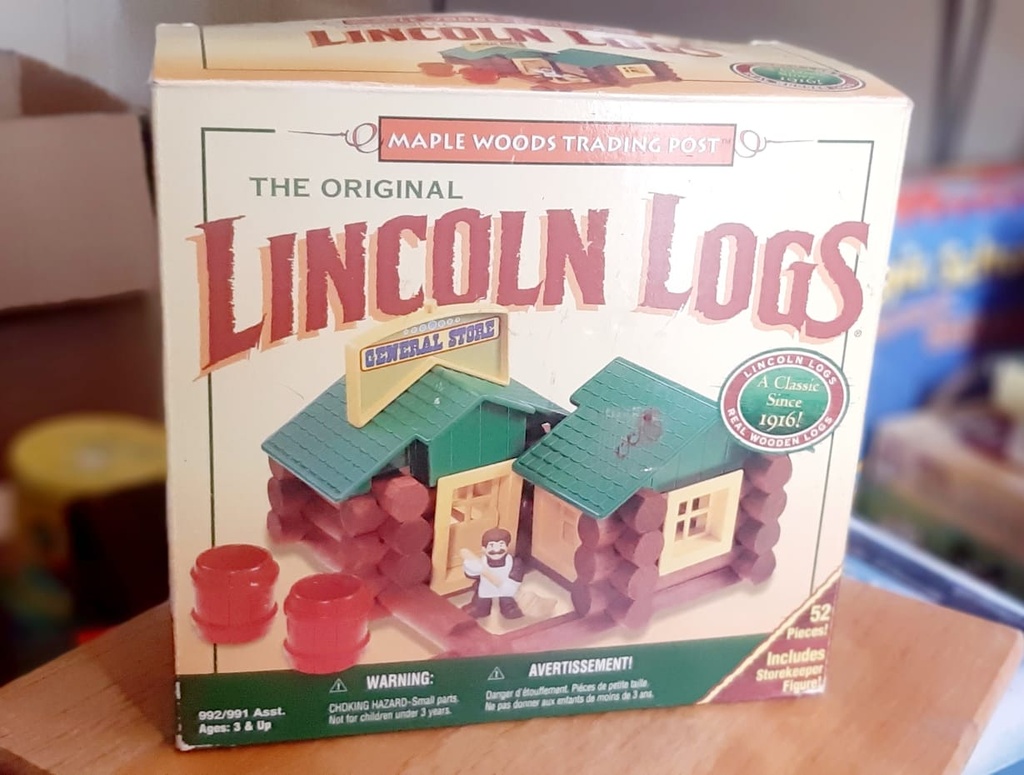 LINCOLN LOGS
MAPLE WOODS TRADING POST™
THE ORIGINAL
LINCOLN LOGS®
GENERAL STORE
LINCOLN LOGS
A Classic
Since
1916!
REAL WOODEN LOGS
52
Pieces!
Includes
Storekeeper
Figure!
WARNING:
CHOKING HAZARD-Small parts.
Not for children under 3 years.
AVERTISSEMENT!
Danger d'étouffement. Pièces de petite taille.
Ne pas donner aux enfants de moins de 3 ans.
992/991 Asst.
Ages: 3 & Up